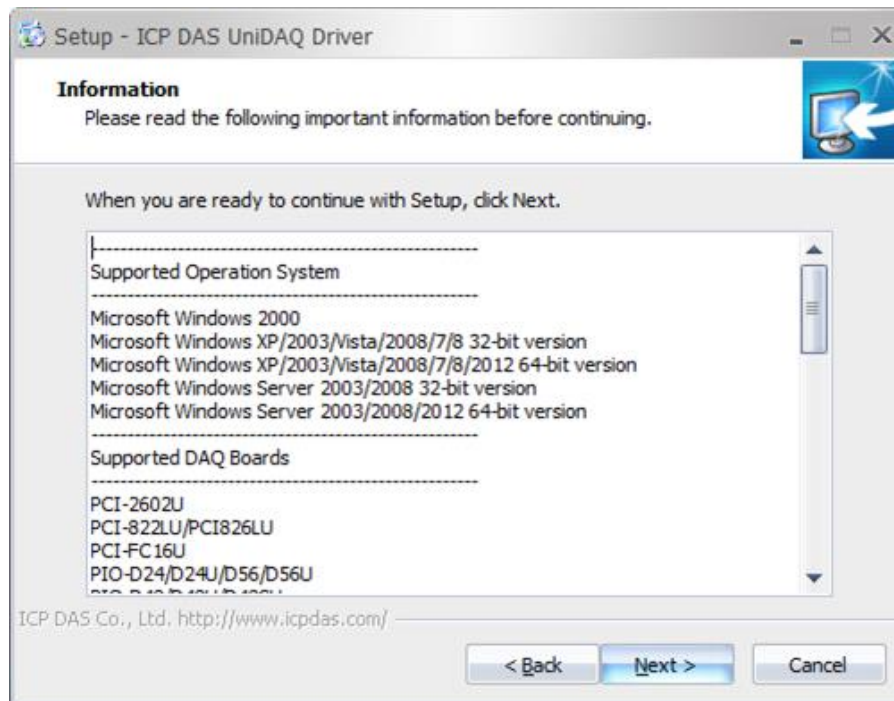 Setup - ICP DAS UniDAQ Driver
Information
Please read the following important information before continuing.
When you are ready to continue with Setup, click Next.
-------------------------------------------------------
Supported Operation System
-------------------------------------------------------
Microsoft Windows 2000
Microsoft Windows XP/2003/Vista/2008/7/8 32-bit version
Microsoft Windows XP/2003/Vista/2008/7/8/2012 64-bit version
Microsoft Windows Server 2003/2008 32-bit version
Microsoft Windows Server 2003/2008/2012 64-bit version
-------------------------------------------------------
Supported DAQ Boards
-------------------------------------------------------
PCI-2602U
PCI-822LU/PCI826LU
PCI-FC16U
PIO-D24/D24U/D56/D56U
ICP DAS Co., Ltd. http://www.icpdas.com/
< Back Next > Cancel